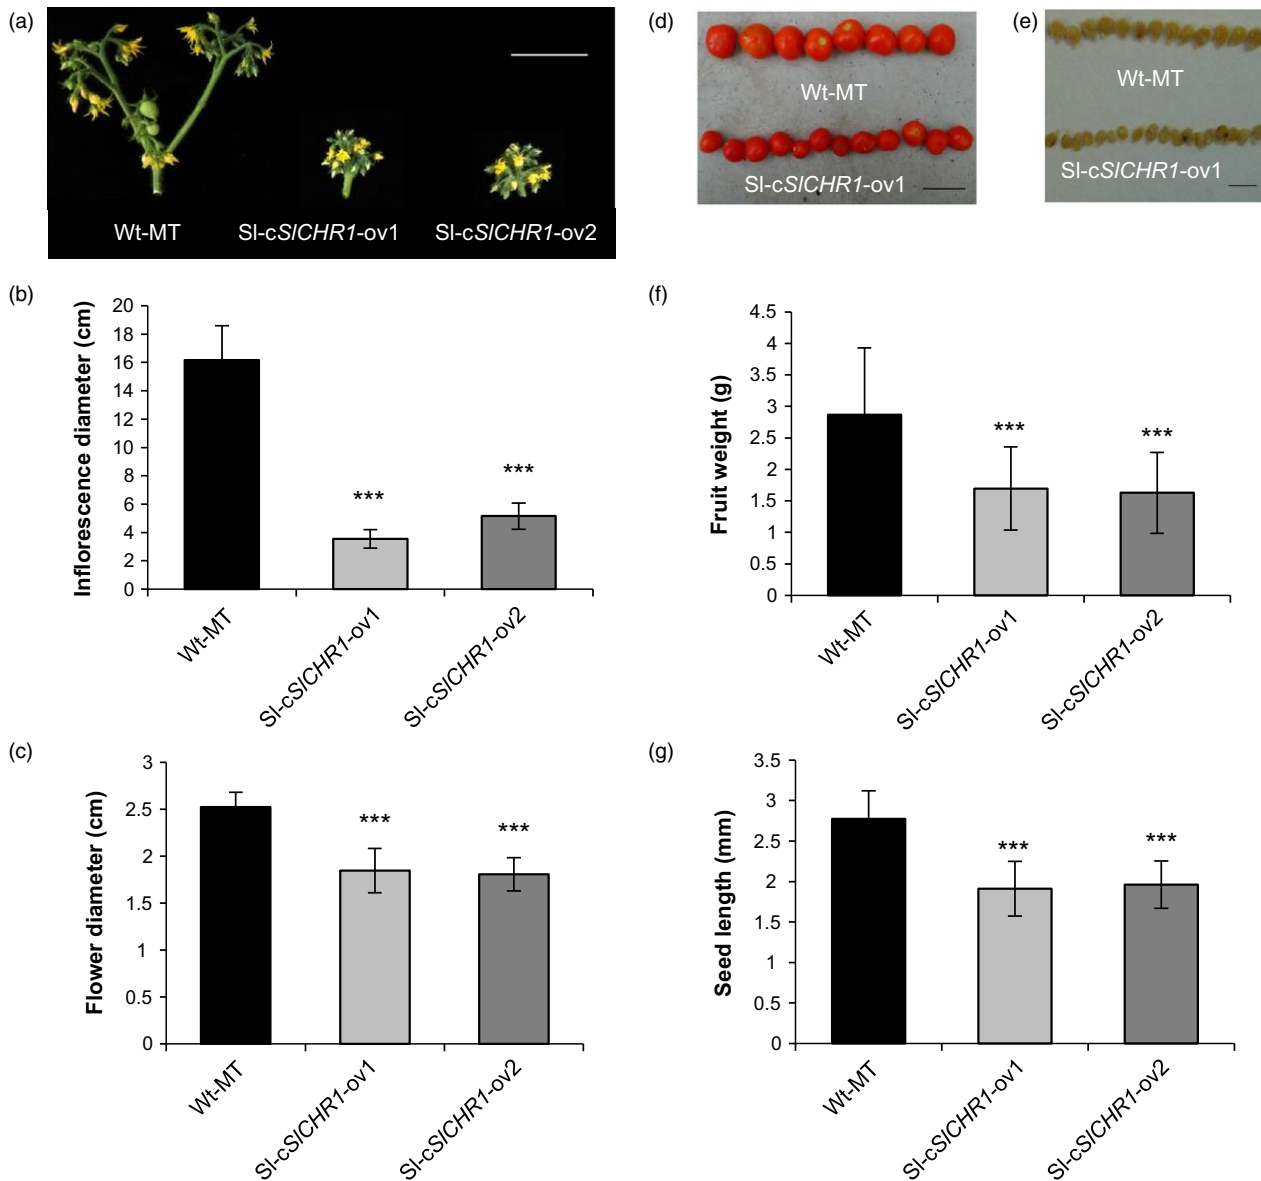 (a)
Wt-MT
Sl-cSlCHR1-ov1
Sl-cSlCHR1-ov2
(d)
Wt-MT
Sl-cSlCHR1-ov1
(e)
Wt-MT
Sl-cSlCHR1-ov1
(b)
Inflorescence diameter (cm)
20
18
16
14
12
10
8
6
4
2
0
***
***
Wt-MT
Sl-cSlCHR1-ov1
Sl-cSlCHR1-ov2
(f)
Fruit weight (g)
4.5
4
3.5
3
2.5
2
1.5
1
0.5
0
***
***
Wt-MT
Sl-cSlCHR1-ov1
Sl-cSlCHR1-ov2
(c)
Flower diameter (cm)
3
2.5
2
1.5
1
0.5
0
***
***
Wt-MT
Sl-cSlCHR1-ov1
Sl-cSlCHR1-ov2
(g)
Seed length (mm)
3.5
3
2.5
2
1.5
1
0.5
0
***
***
Wt-MT
Sl-cSlCHR1-ov1
Sl-cSlCHR1-ov2